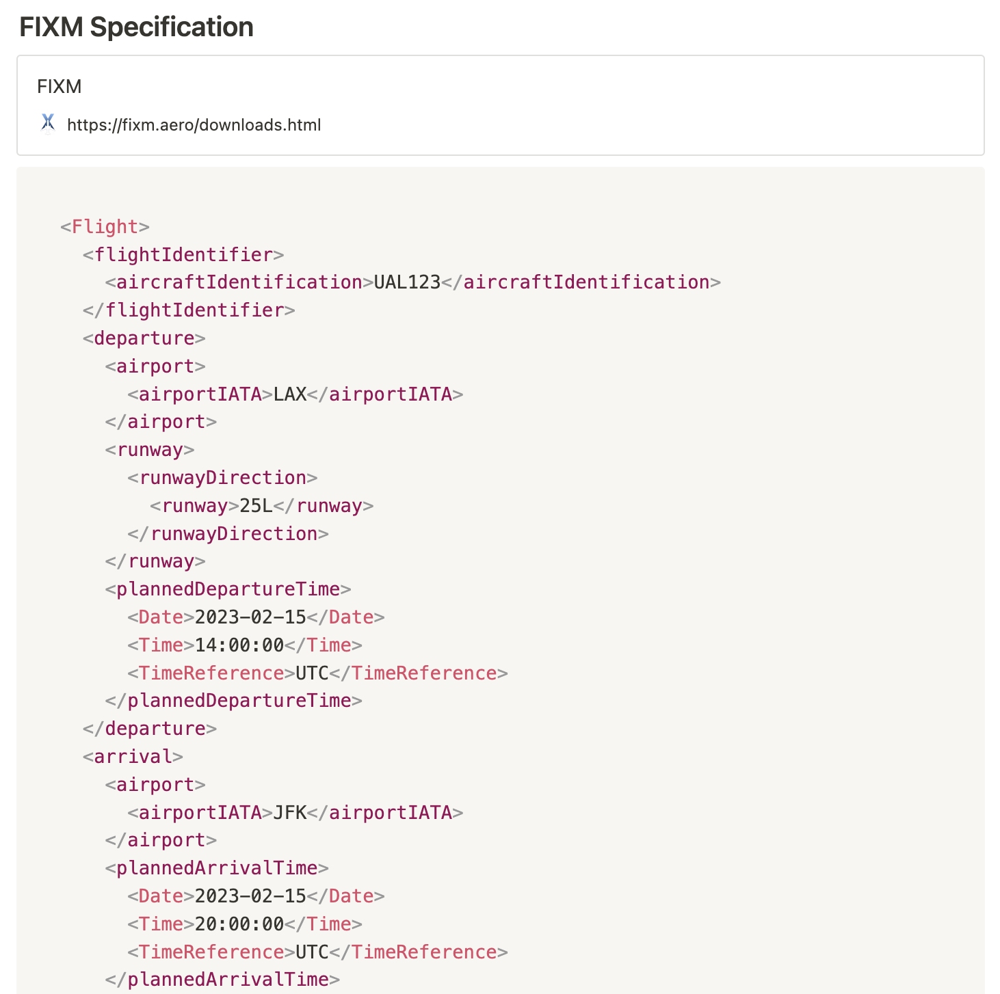 FIXM Specification
FIXM
https://fixm.aero/downloads.html
<Flight>
  <flightIdentifier>
    <aircraftIdentification>UAL123</aircraftIdentification>
  </flightIdentifier>
  <departure>
    <airport>
      <airportIATA>LAX</airportIATA>
    </airport>
    <runway>
      <runwayDirection>
        <runway>25L</runway>
      </runwayDirection>
    </runway>
    <plannedDepartureTime>
      <Date>2023-02-15</Date>
      <Time>14:00:00</Time>
      <TimeReference>UTC</TimeReference>
    </plannedDepartureTime>
  </departure>
  <arrival>
    <airport>
      <airportIATA>JFK</airportIATA>
    </airport>
    <plannedArrivalTime>
      <Date>2023-02-15</Date>
      <Time>20:00:00</Time>
      <TimeReference>UTC</TimeReference>
    </plannedArrivalTime>